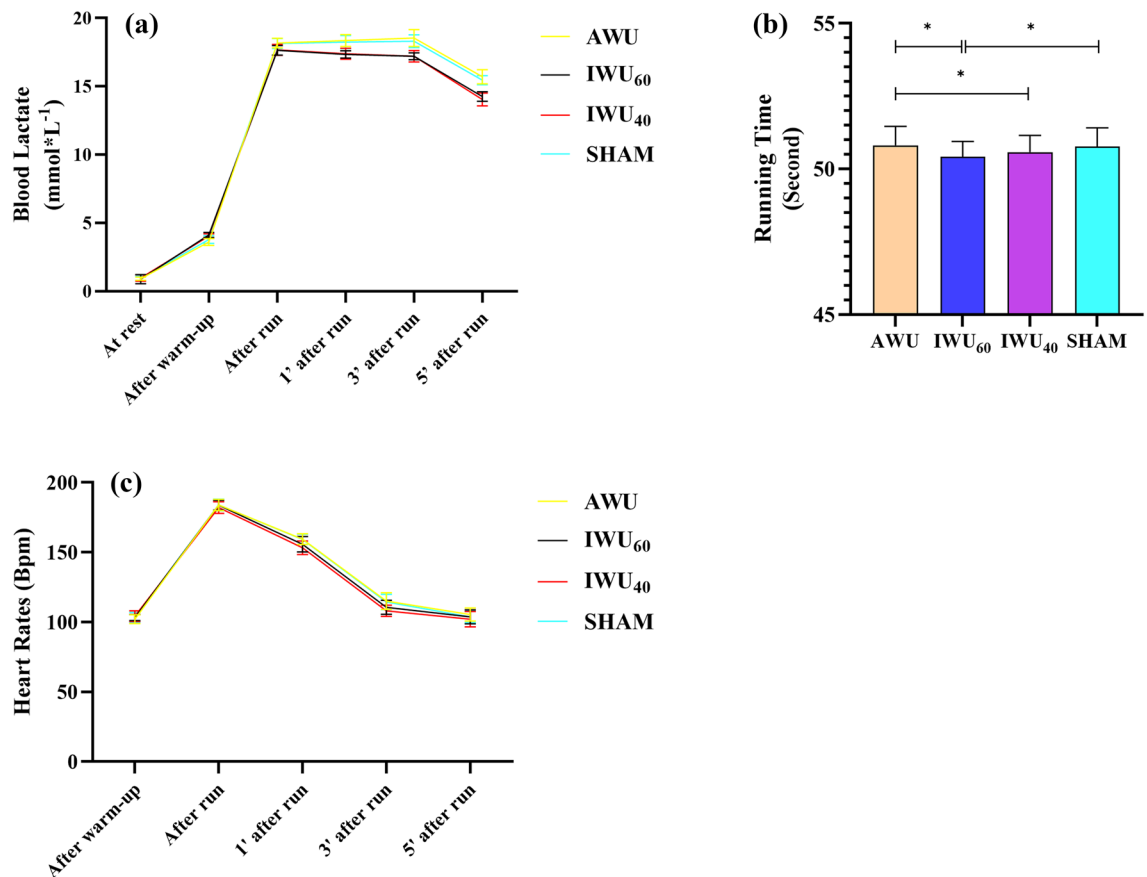 (a)
Blood Lactate
(mmol*L-1)
20
15
10
5
0
At rest
After warm-up
After run
1’ after run
3’ after run
5’ after run
AWU
IWU60
IWU40
SHAM
(b)
Running Time
(Second)
55
50
45
*
*
*
AWU
IWU60
IWU40
SHAM
(c)
Heart Rates (Bpm)
200
150
100
50
0
After warm-up
After run
1' after run
3' after run
5' after run
AWU
IWU60
IWU40
SHAM